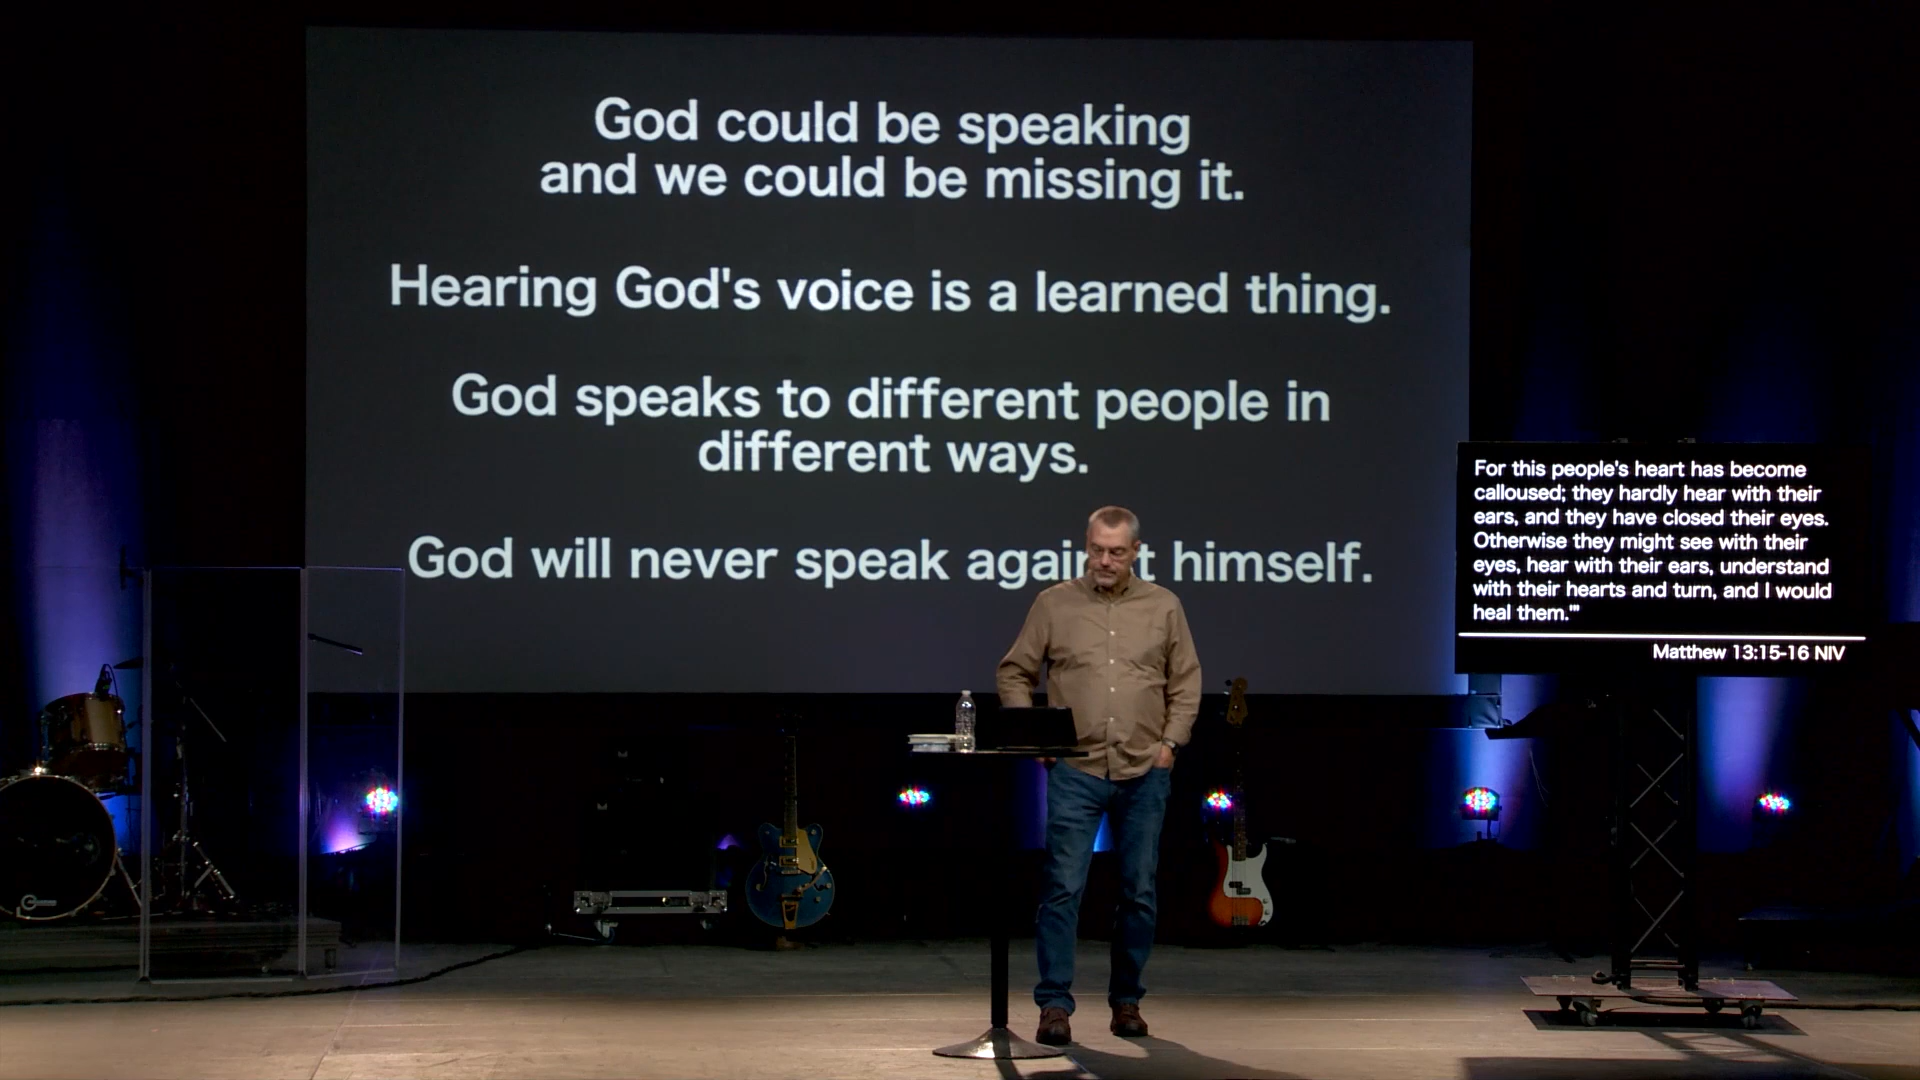 God could be speaking
and we could be missing it.
Hearing God's voice is a learned thing.
God speaks to different people in
different ways.
God will never speak against himself.
For this people's heart has become
calloused; they hardly hear with their
ears, and they have closed their eyes.
Otherwise they might see with their
eyes, hear with their ears, understand
with their hearts and turn, and I would
heal them.'"
Matthew 13:15-16 NIV